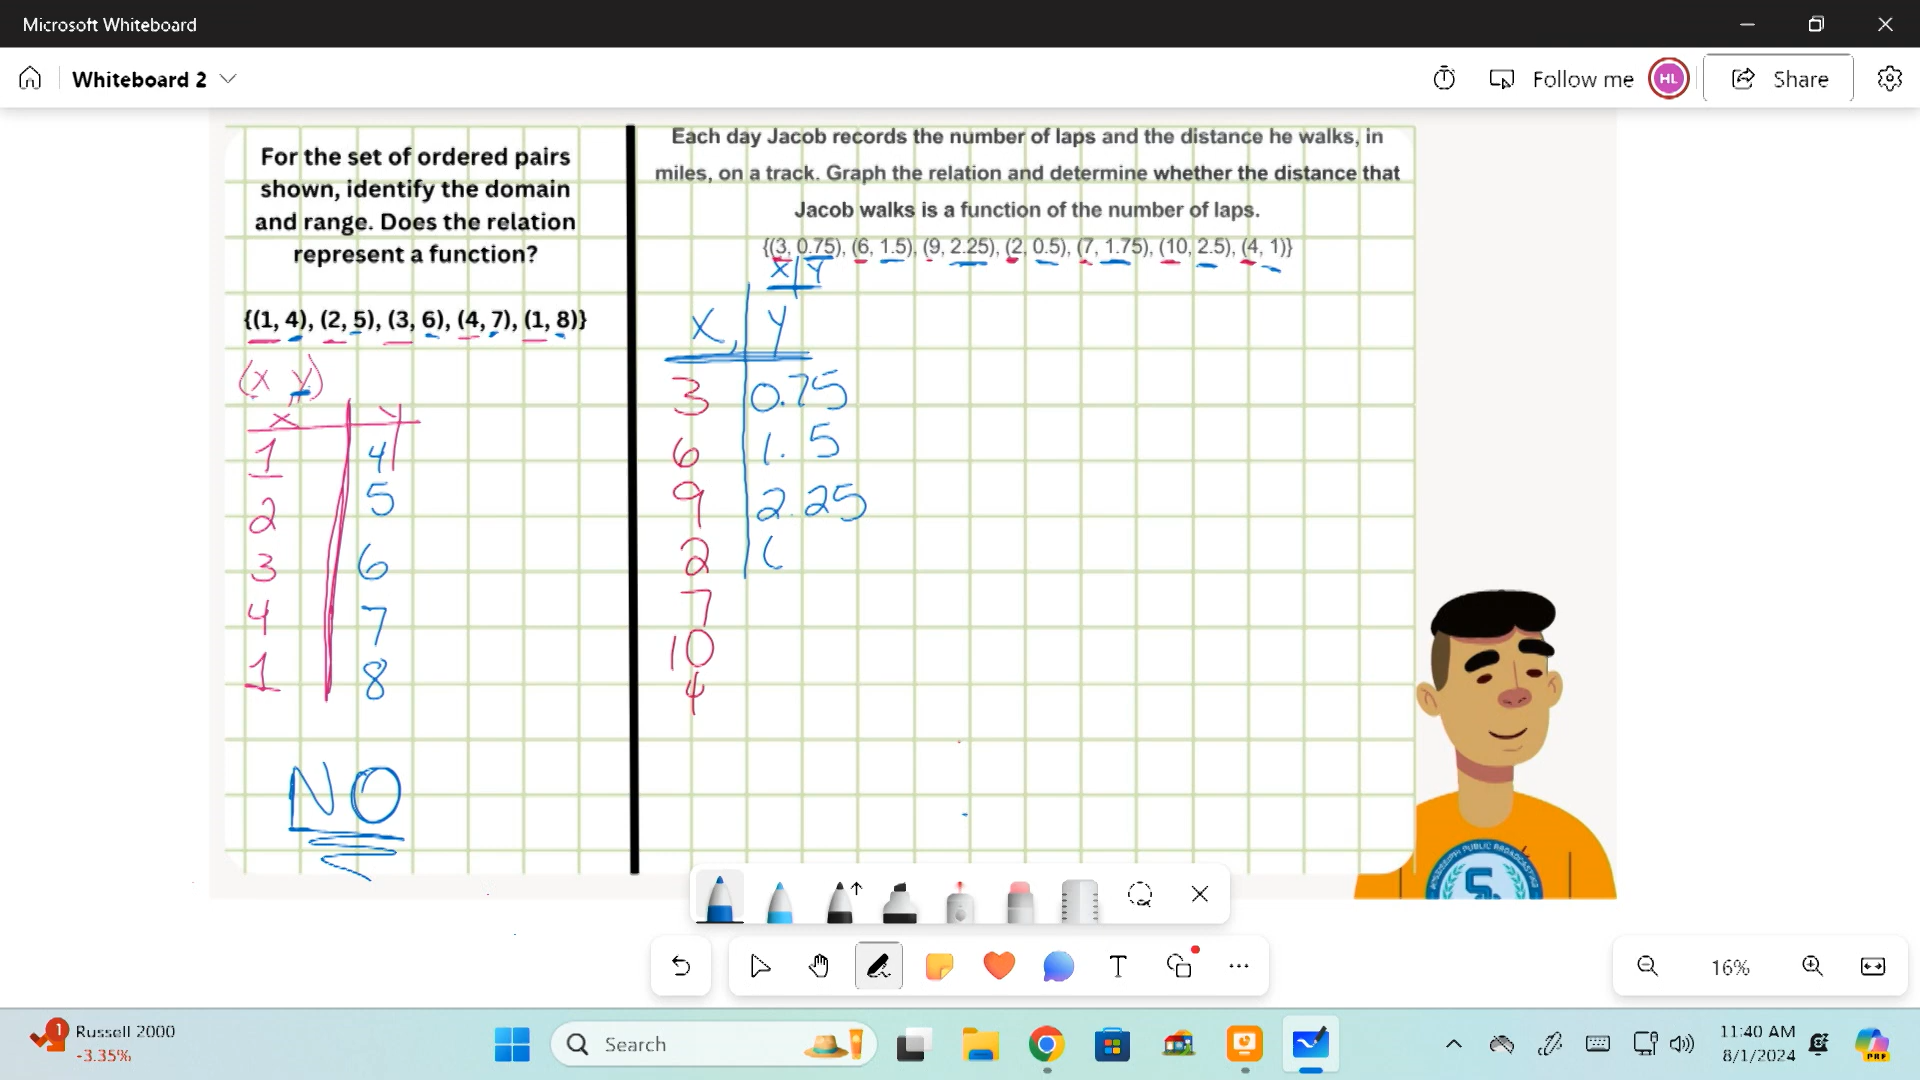 Microsoft Whiteboard
Whiteboard 2
Follow me
HL
Share
For the set of ordered pairs
shown, identify the domain
and range. Does the relation
represent a function?
{(1, 4), (2, 5), (3, 6), (4, 7), (1, 8)}
(x, y)
x y
1 4
2 5
3 6
4 7
1 8
NO
Each day Jacob records the number of laps and the distance he walks, in
miles, on a track. Graph the relation and determine whether the distance that
Jacob walks is a function of the number of laps.
{(3, 0.75), (6, 1.5), (9, 2.25), (2, 0.5), (7, 1.75), (10, 2.5), (4, 1)}
X Y
X, Y
3 0.75
6 1.5
9 2.25
2 (
7
10
4
MISSISSIPPI PUBLIC BROADCASTING
T
16%
1
Russell 2000
-3.35%
Search
11:40 AM
8/1/2024
PRE